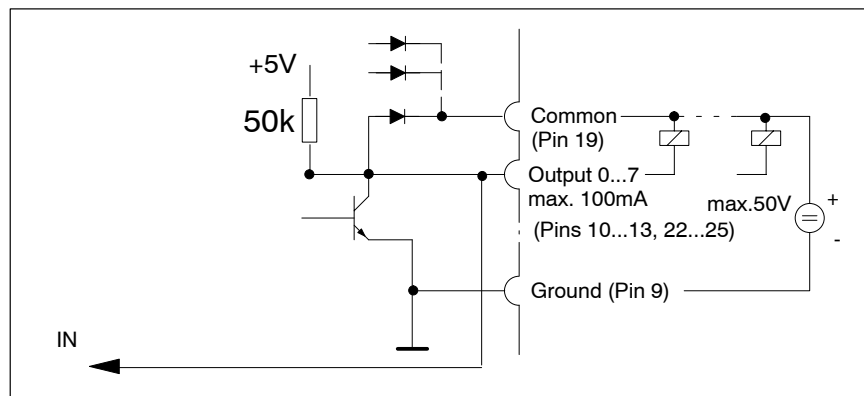 +5V
50k
Common
(Pin 19)
Output 0...7
max. 100mA
max.50V
+
(Pins 10...13, 22...25)
-
Ground (Pin 9)
IN